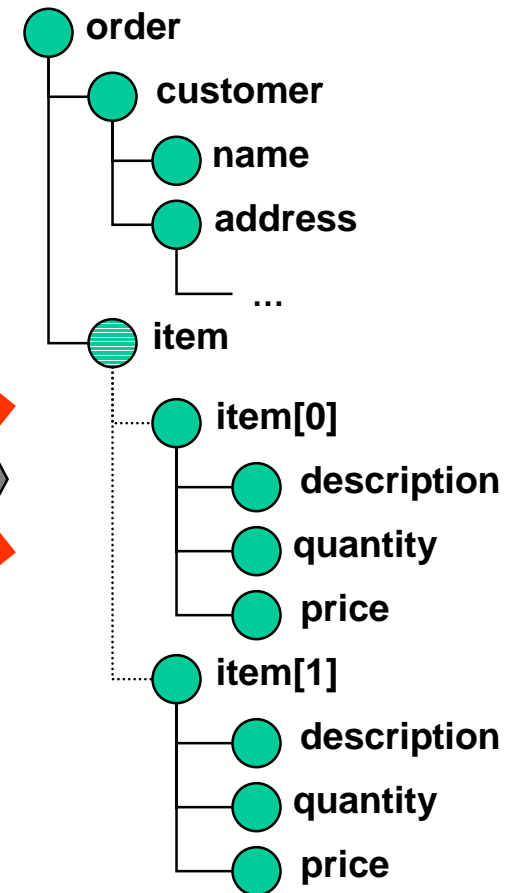 order
customer
name
address
...
item
item[0]
description
quantity
price
item[1]
description
quantity
price